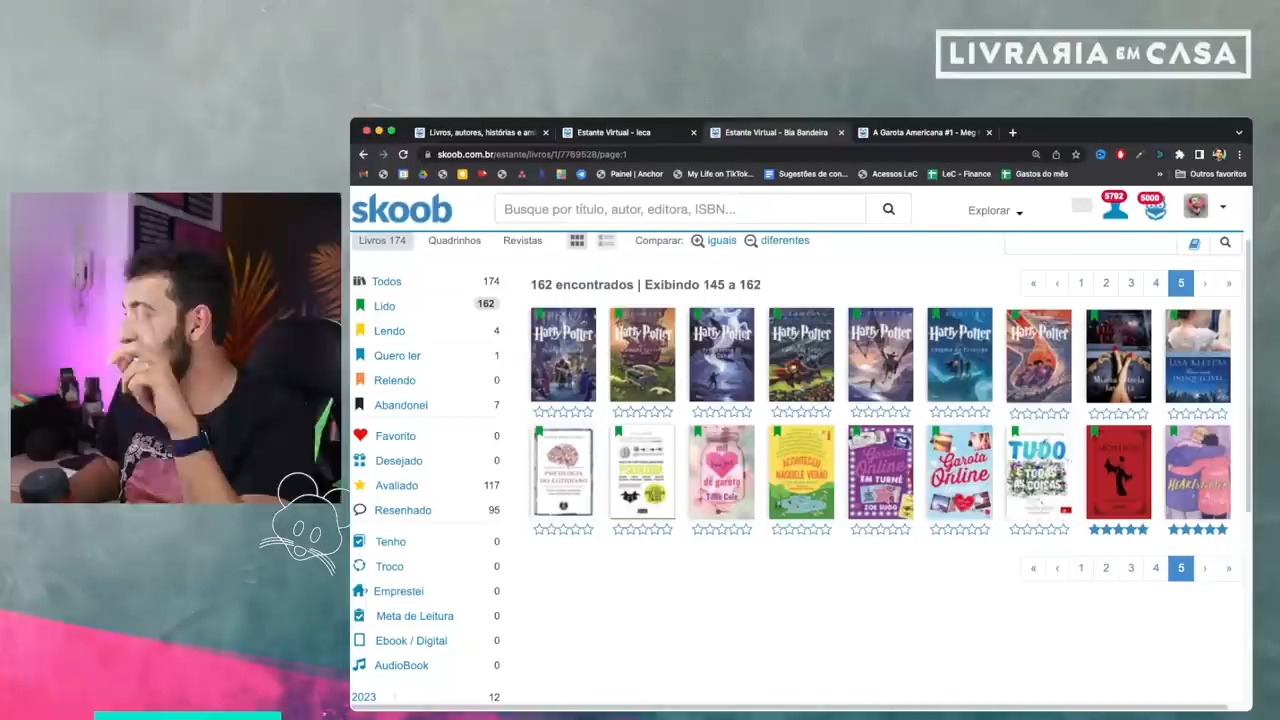 LIVRARIA EM CASA
Livros, autores, histórias e ami
Estante Virtual - leca
Estante Virtual - Bia Bandeira
A Garota Americana #1 - Meg
skoob.com.br/estante/livros/1/7769528/page:1
Painel | Anchor
My Life on TikTok...
Sugestões de con...
Acessos LeC
LeC - Finance
Gastos do mês
»
Outros favoritos
skoob
Busque por título, autor, editora, ISBN...
Explorar
5792
5000
Livros 174
Quadrinhos
Revistas
Comparar:
iguais
diferentes
Todos 174
Lido 162
Lendo 4
Quero ler 1
Relendo 0
Abandonei 7
Favorito 0
Desejado 0
Avaliado 117
Resenhado 95
Tenho 0
Troco 0
Emprestei 0
Meta de Leitura 0
Ebook / Digital 0
AudioBook 0
2023 12
162 encontrados | Exibindo 145 a 162
« ‹ 1 2 3 4 5 › »
Harry Potter
Harry Potter
Harry Potter
Harry Potter
Harry Potter
Harry Potter
Harry Potter
LISA KLEYPAS
PSICOLOGIA
DO COTIDIANO
de garoto
Tillie Cole
ACONTECEU
NAQUELE VERÃO
Garota
Online
EM TURNÊ
ZOE SUGG
Garota
Online
TUDO
TODAS
AS COISAS
HEARTSTOPPER
« ‹ 1 2 3 4 5 › »